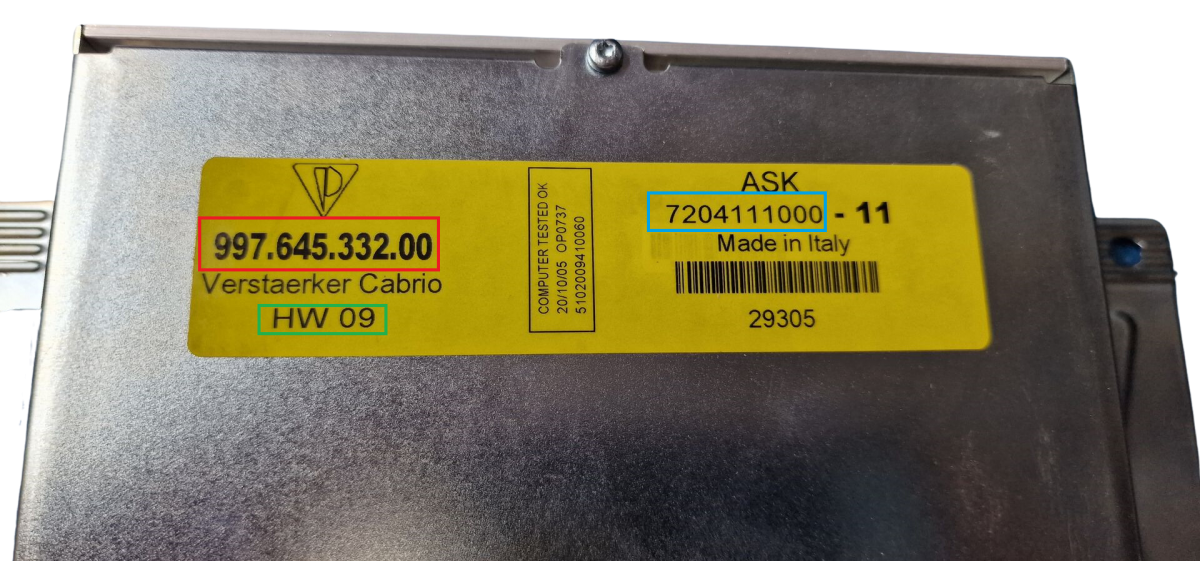 997.645.332.00
Verstaerker Cabrio
HW 09
COMPUTER TESTED OK
20/10/05 OP0737
5102009410060
ASK
7204111000 - 11
Made in Italy
29305